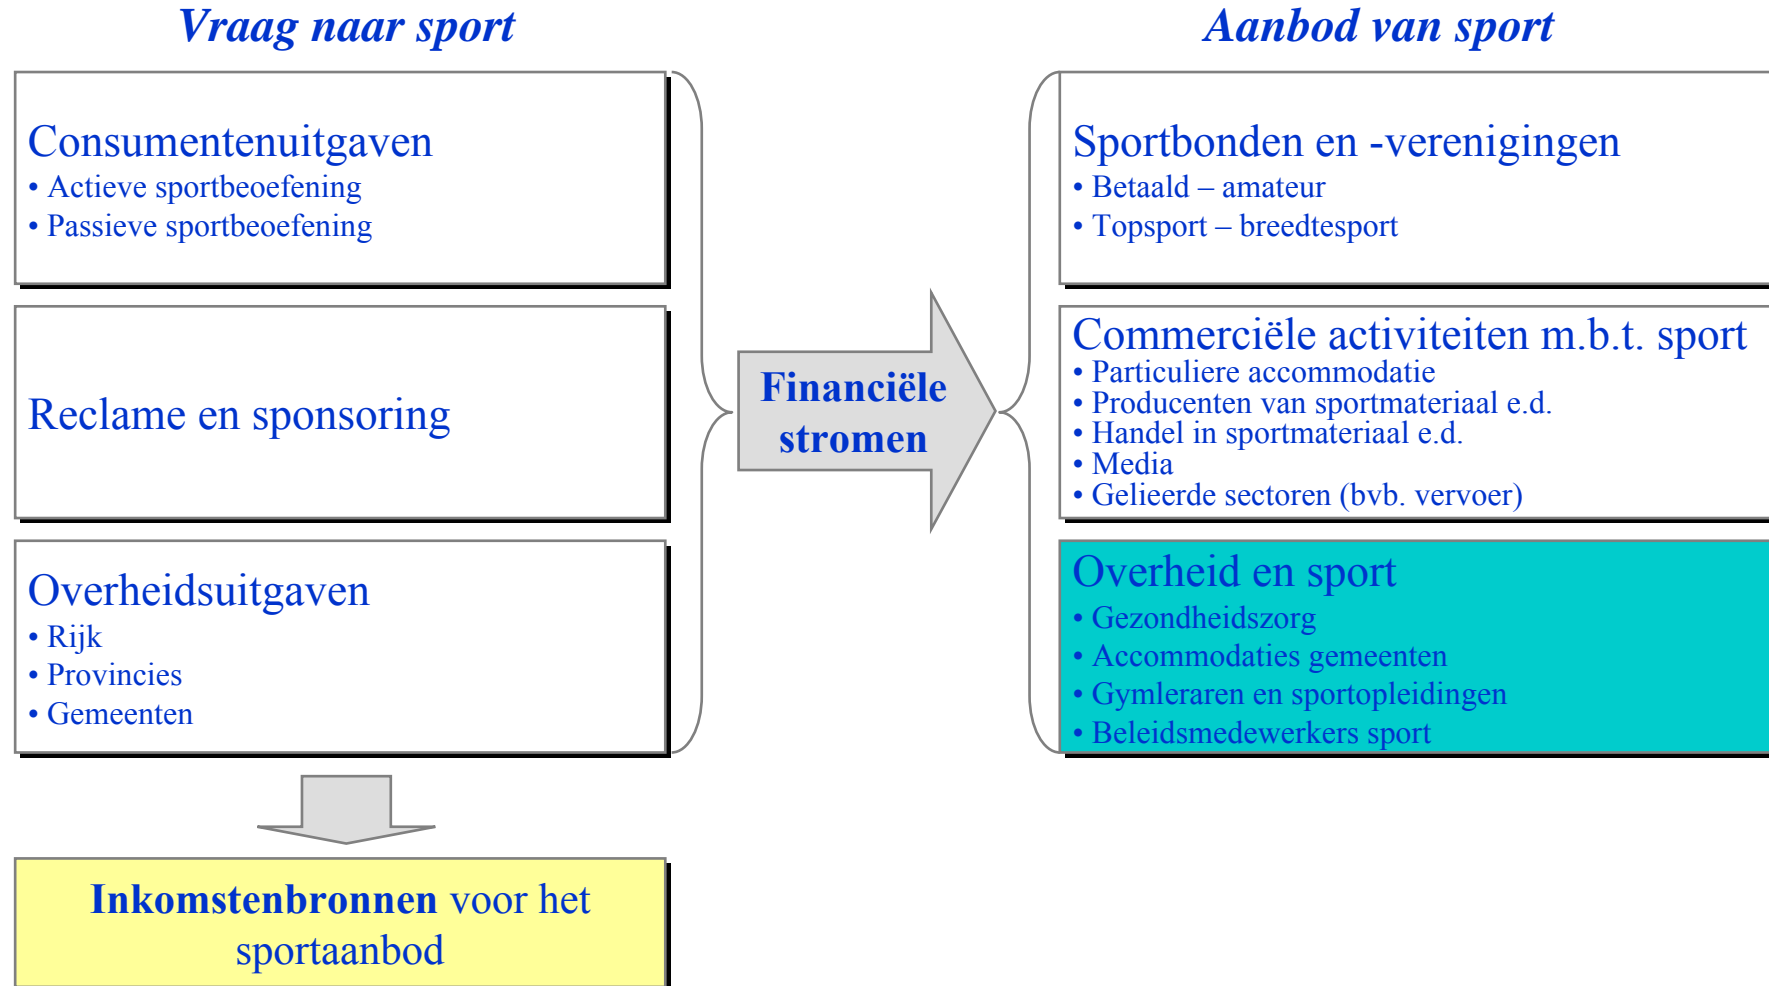 Vraag naar sport
Consumentenuitgaven
• Actieve sportbeoefening
• Passieve sportbeoefening
Reclame en sponsoring
Overheidsuitgaven
• Rijk
• Provincies
• Gemeenten
Inkomstenbronnen voor het
sportaanbod
Financiële
stromen
Aanbod van sport
Sportbonden en -verenigingen
• Betaald – amateur
• Topsport – breedtesport
Commerciële activiteiten m.b.t. sport
• Particuliere accommodatie
• Producenten van sportmateriaal e.d.
• Handel in sportmateriaal e.d.
• Media
• Gelieerde sectoren (bvb. vervoer)
Overheid en sport
• Gezondheidszorg
• Accommodaties gemeenten
• Gymleraren en sportopleidingen
• Beleidsmedewerkers sport